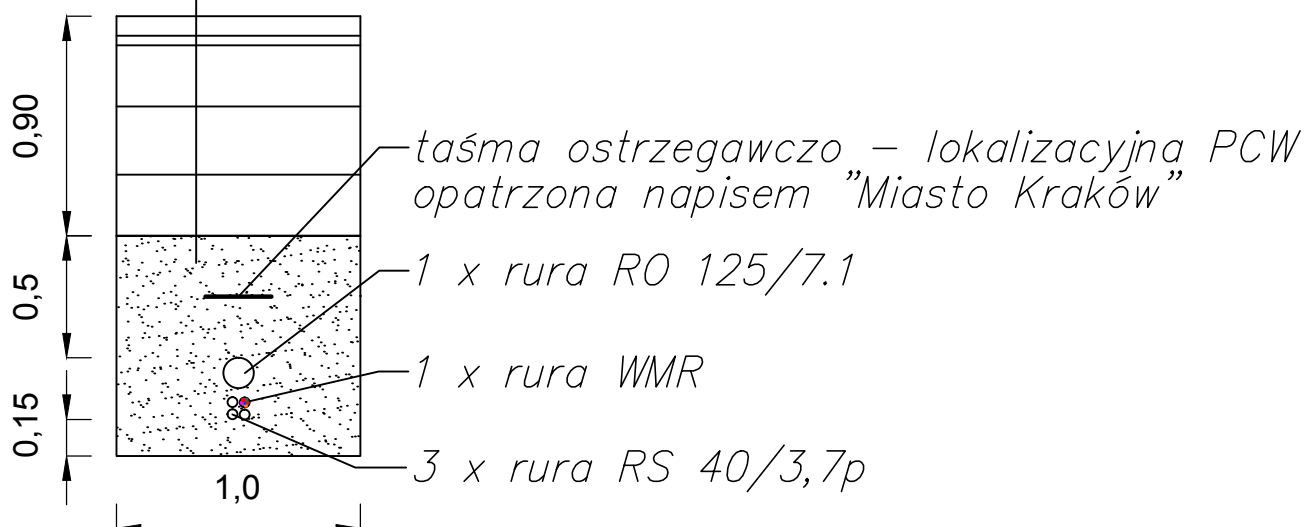 0,90
taśma ostrzegawczo – lokalizacyjna PCW
opatrzona napisem ”Miasto Kraków”
0,5
1 x rura RO 125/7.1
1 x rura WMR
0,15
3 x rura RS 40/3,7p
1,0